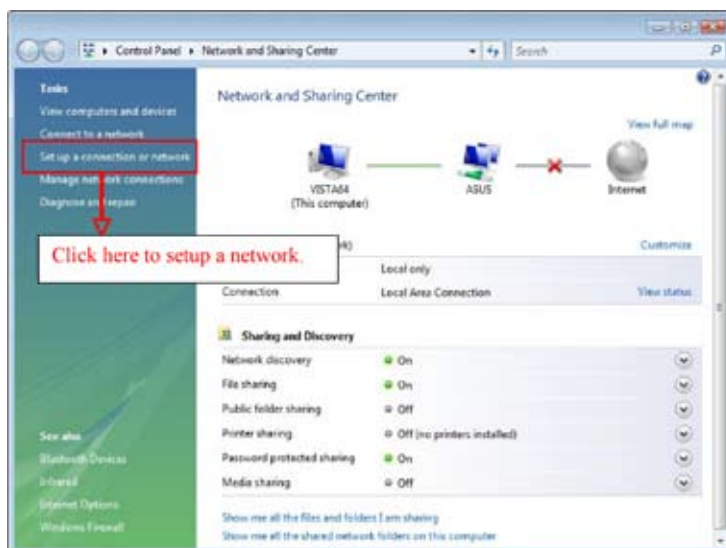 Control Panel ▸ Network and Sharing Center
Search
Tasks
View computers and devices
Connect to a network
Set up a connection or network
Manage network connections
Diagnose and repair
See also
Bluetooth Devices
Infrared
Internet Options
Windows Firewall
Network and Sharing Center
View full map
VISTA64
(This computer)
ASUS
Internet
Click here to setup a network.
Customize
Local only
Connection
Local Area Connection
View status
Sharing and Discovery
Network discovery
On
File sharing
On
Public folder sharing
Off
Printer sharing
Off (no printers installed)
Password protected sharing
On
Media sharing
Off
Show me all the files and folders I am sharing
Show me all the shared network folders on this computer